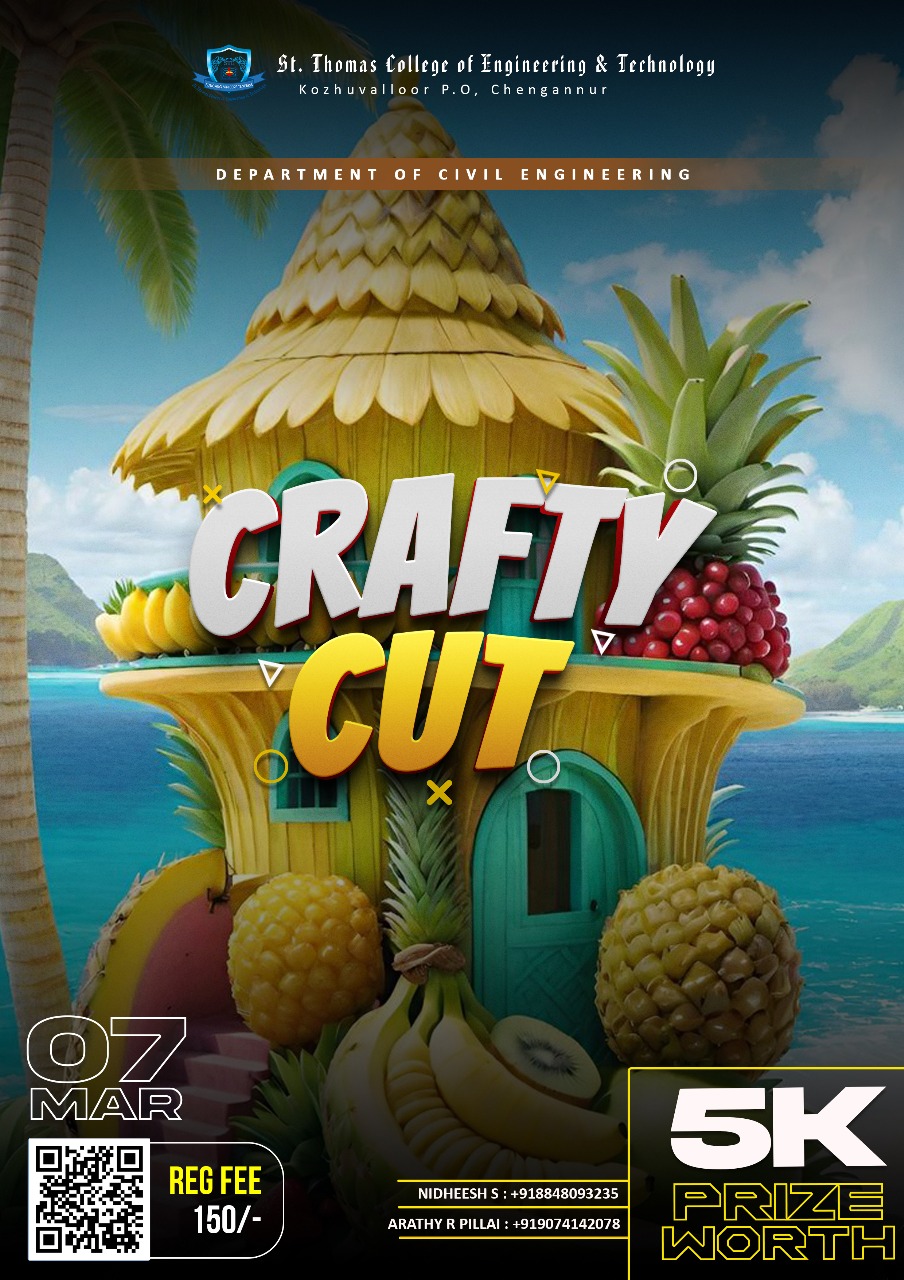 St. Thomas College of Engineering & Technology
Kozhuvalloor P.O, Chengannur
DEPARTMENT OF CIVIL ENGINEERING
CRAFTY
CUT
07
MAR
REG FEE
150/-
NIDHEESH S : +918848093235
ARATHY R PILLAI : +919074142078
5K
PRIZE
WORTH